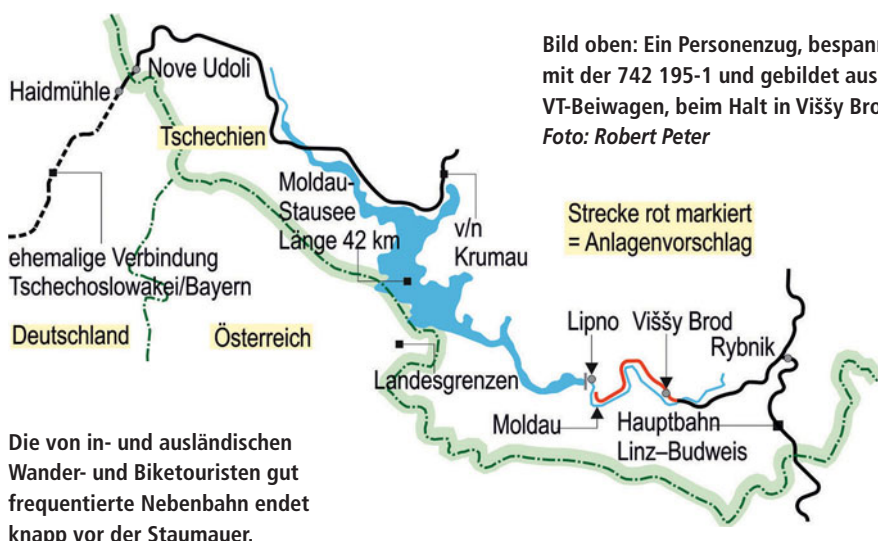 Bild oben: Ein Personenzug, bespann
mit der 742 195-1 und gebildet aus
VT-Beiwagen, beim Halt in Viššy Bro
Foto: Robert Peter
Nove Udoli
Haidmühle
Tschechien
Moldau-
Stausee
Länge 42 km
v/n
Krumau
Strecke rot markiert
= Anlagenvorschlag
ehemalige Verbindung
Tschechoslowakei/Bayern
Deutschland
Österreich
Landesgrenzen
Lipno
Viššy Brod
Rybnik
Moldau
Hauptbahn
Linz–Budweis
Die von in- und ausländischen
Wander- und Biketouristen gut
frequentierte Nebenbahn endet
knapp vor der Staumauer.